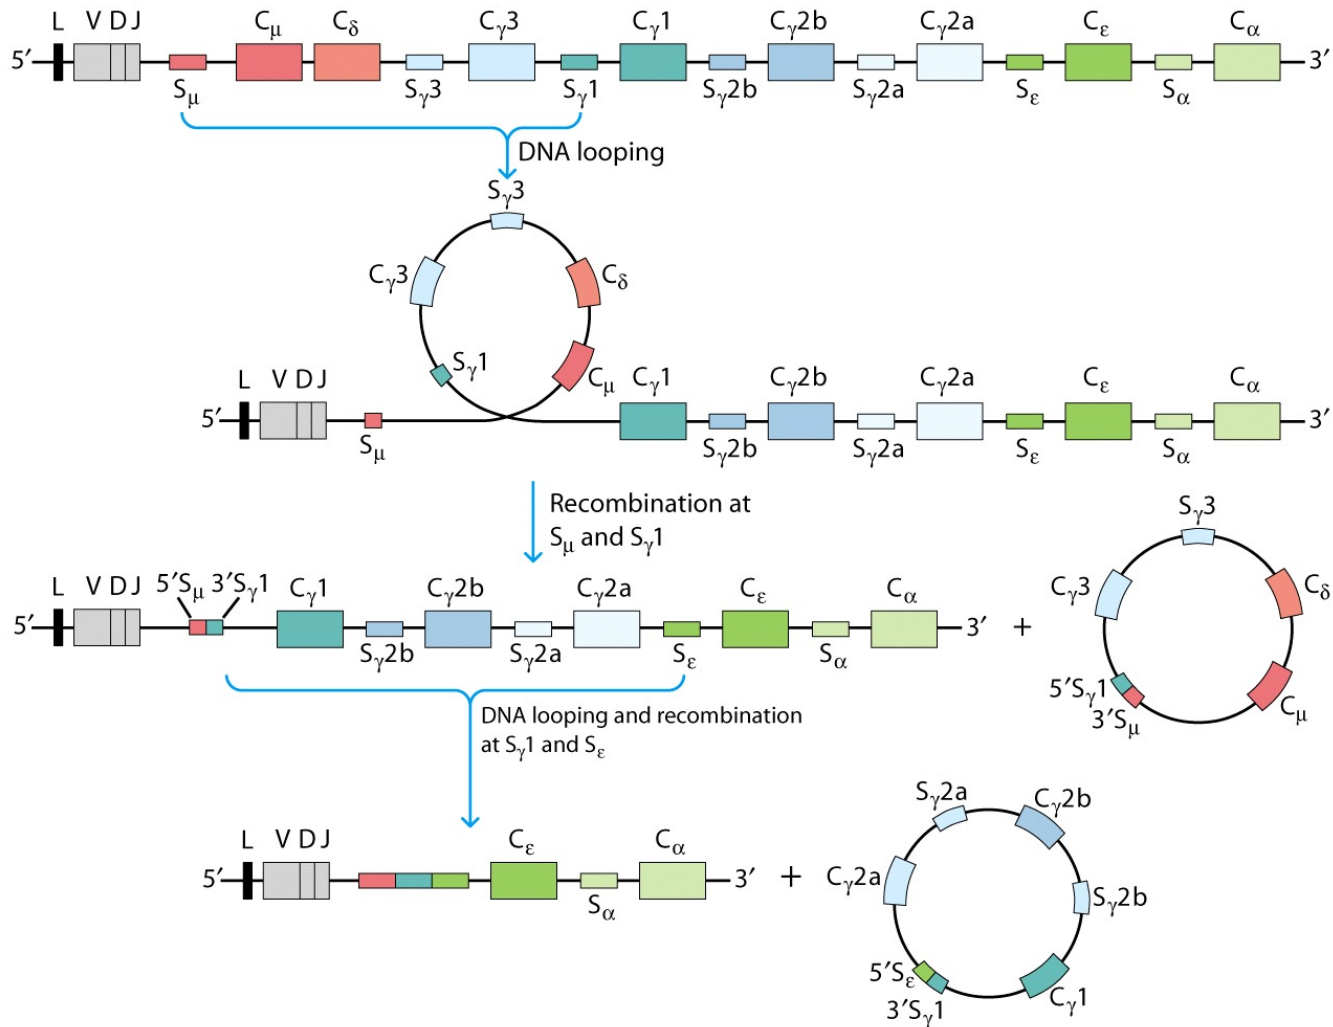 L V D J Cμ Cδ Cγ3 Cγ1 Cγ2b Cγ2a Cε Cα
5′ 3′
Sμ Sγ3 Sγ1 Sγ2b Sγ2a Sε Sα
DNA looping
Sγ3
Cγ3 Cδ
Sγ1 Cμ
L V D J Cγ1 Cγ2b Cγ2a Cε Cα
5′ 3′
Sμ Sγ2b Sγ2a Sε Sα
Recombination at
Sμ and Sγ1
L V D J 5′Sμ 3′Sγ1 Cγ1 Cγ2b Cγ2a Cε Cα
5′ 3′ +
Sγ2b Sγ2a Sε Sα
Sγ3
Cγ3 Cδ
5′Sγ1 Cμ
3′Sμ
DNA looping and recombination
at Sγ1 and Sε
L V D J Cε Cα
5′ 3′ +
Sα
Sγ2a Cγ2b
Cγ2a Sγ2b
5′Sε Cγ1
3′Sγ1